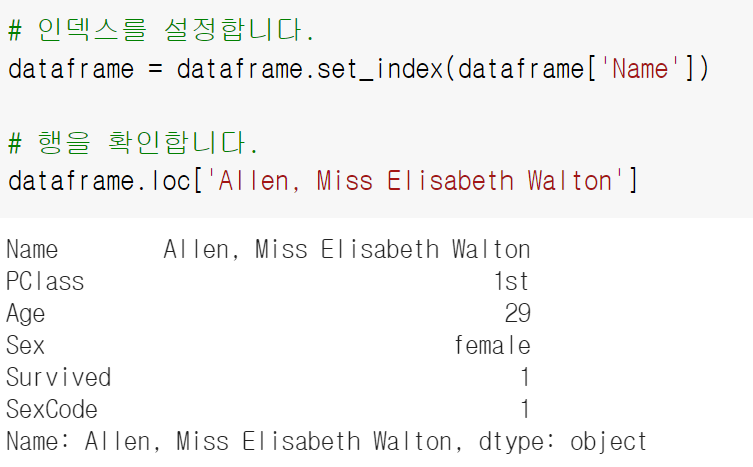 # 인덱스를 설정합니다.
dataframe = dataframe.set_index(dataframe['Name'])
# 행을 확인합니다.
dataframe.loc['Allen, Miss Elisabeth Walton']
Name Allen, Miss Elisabeth Walton
PClass 1st
Age 29
Sex female
Survived 1
SexCode 1
Name: Allen, Miss Elisabeth Walton, dtype: object